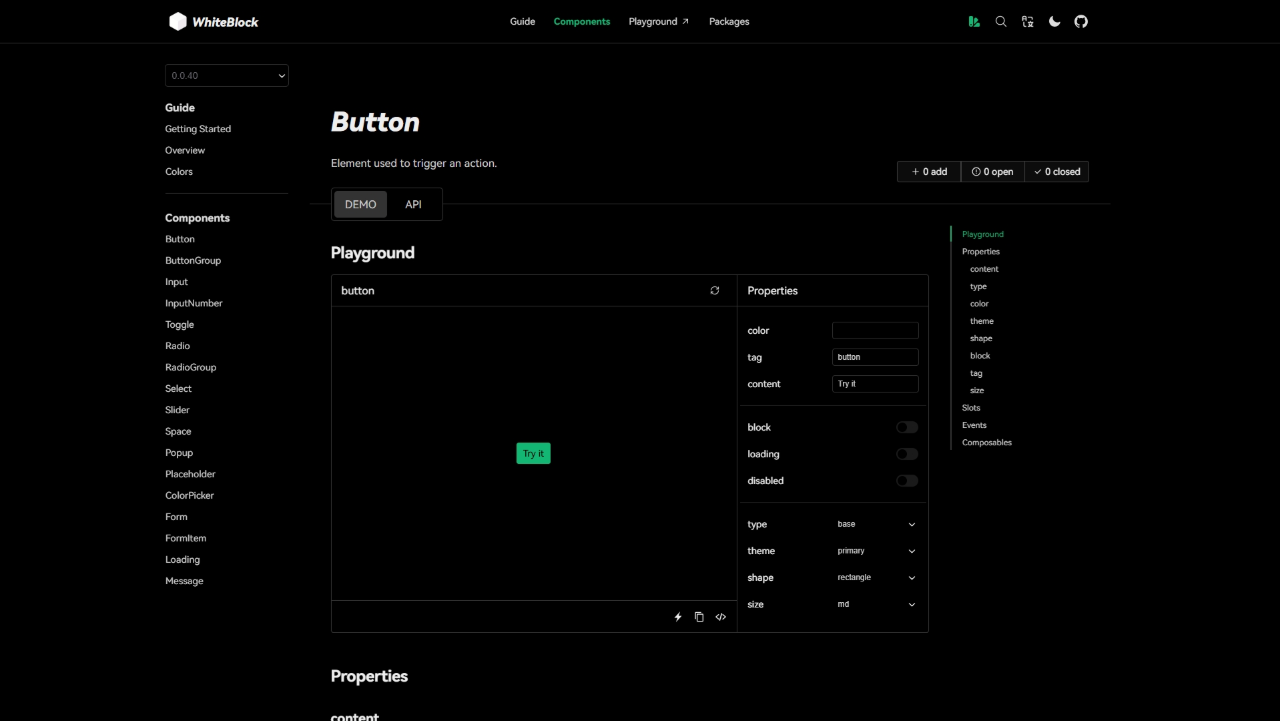 WhiteBlock
Guide
Components
Playground
Packages
0.0.40
Guide
Getting Started
Overview
Colors
Components
Button
ButtonGroup
Input
InputNumber
Toggle
Radio
RadioGroup
Select
Slider
Space
Popup
Placeholder
ColorPicker
Form
FormItem
Loading
Message
Button
Element used to trigger an action.
0 add
0 open
0 closed
DEMO
API
Playground
button
Try it
Properties
color
tag button
content Try it
block
loading
disabled
type base
theme primary
shape rectangle
size md
Properties
content
Playground
Properties
content
type
color
theme
shape
block
tag
size
Slots
Events
Composables